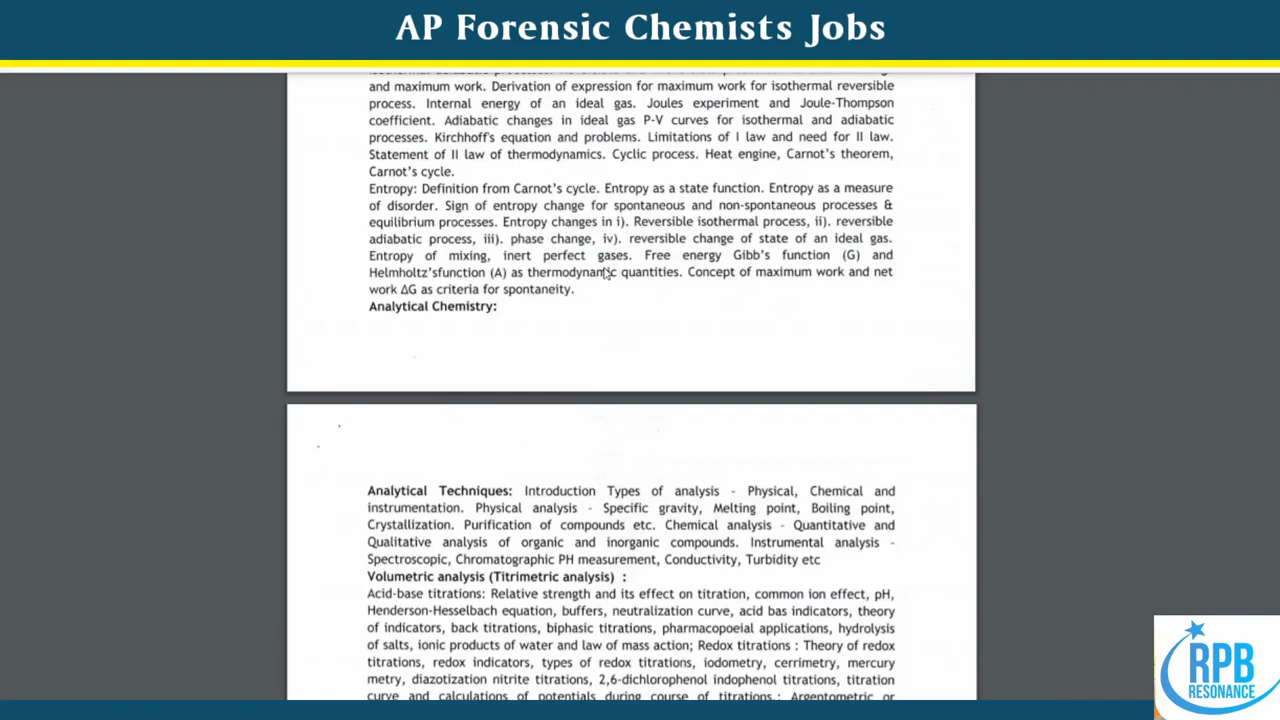 AP Forensic Chemists Jobs
and maximum work. Derivation of expression for maximum work for isothermal reversible
process. Internal energy of an ideal gas. Joules experiment and Joule-Thompson
coefficient. Adiabatic changes in ideal gas P-V curves for isothermal and adiabatic
processes. Kirchhoff's equation and problems. Limitations of I law and need for II law.
Statement of II law of thermodynamics. Cyclic process. Heat engine, Carnot's theorem,
Carnot's cycle.
Entropy: Definition from Carnot's cycle. Entropy as a state function. Entropy as a measure
of disorder. Sign of entropy change for spontaneous and non-spontaneous processes &
equilibrium processes. Entropy changes in i). Reversible isothermal process, ii). reversible
adiabatic process, iii). phase change, iv). reversible change of state of an ideal gas.
Entropy of mixing, inert perfect gases. Free energy Gibb's function (G) and
Helmholtz'sfunction (A) as thermodynamic quantities. Concept of maximum work and net
work ΔG as criteria for spontaneity.
Analytical Chemistry:
Analytical Techniques: Introduction Types of analysis - Physical, Chemical and
instrumentation. Physical analysis - Specific gravity, Melting point, Boiling point,
Crystallization. Purification of compounds etc. Chemical analysis - Quantitative and
Qualitative analysis of organic and inorganic compounds. Instrumental analysis -
Spectroscopic, Chromatographic PH measurement, Conductivity, Turbidity etc
Volumetric analysis (Titrimetric analysis) :
Acid-base titrations: Relative strength and its effect on titration, common ion effect, pH,
Henderson-Hesselbach equation, buffers, neutralization curve, acid bas indicators, theory
of indicators, back titrations, biphasic titrations, pharmacopoeial applications, hydrolysis
of salts, ionic products of water and law of mass action; Redox titrations : Theory of redox
titrations, redox indicators, types of redox titrations, iodometry, cerrimetry, mercury
metry, diazotization nitrite titrations, 2,6-dichlorophenol indophenol titrations, titration
curve and calculations of potentials during course of titrations.; Argentometric or
RPB
RESONANCE